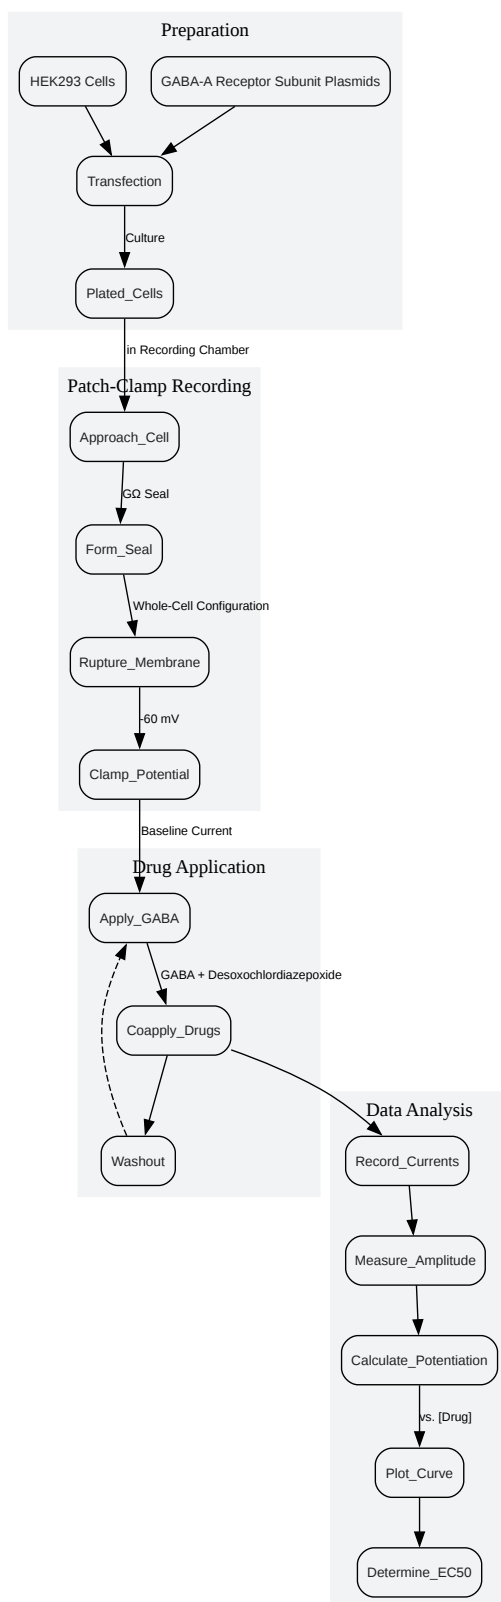 Preparation
HEK293 Cells
GABA-A Receptor Subunit Plasmids
Transfection
Culture
Plated_Cells
in Recording Chamber
Patch-Clamp Recording
Approach_Cell
GΩ Seal
Form_Seal
Whole-Cell Configuration
Rupture_Membrane
-60 mV
Clamp_Potential
Baseline Current
Drug Application
Apply_GABA
GABA + Desoxochlordiazepoxide
Coapply_Drugs
Washout
Data Analysis
Record_Currents
Measure_Amplitude
Calculate_Potentiation
vs. [Drug]
Plot_Curve
Determine_EC50